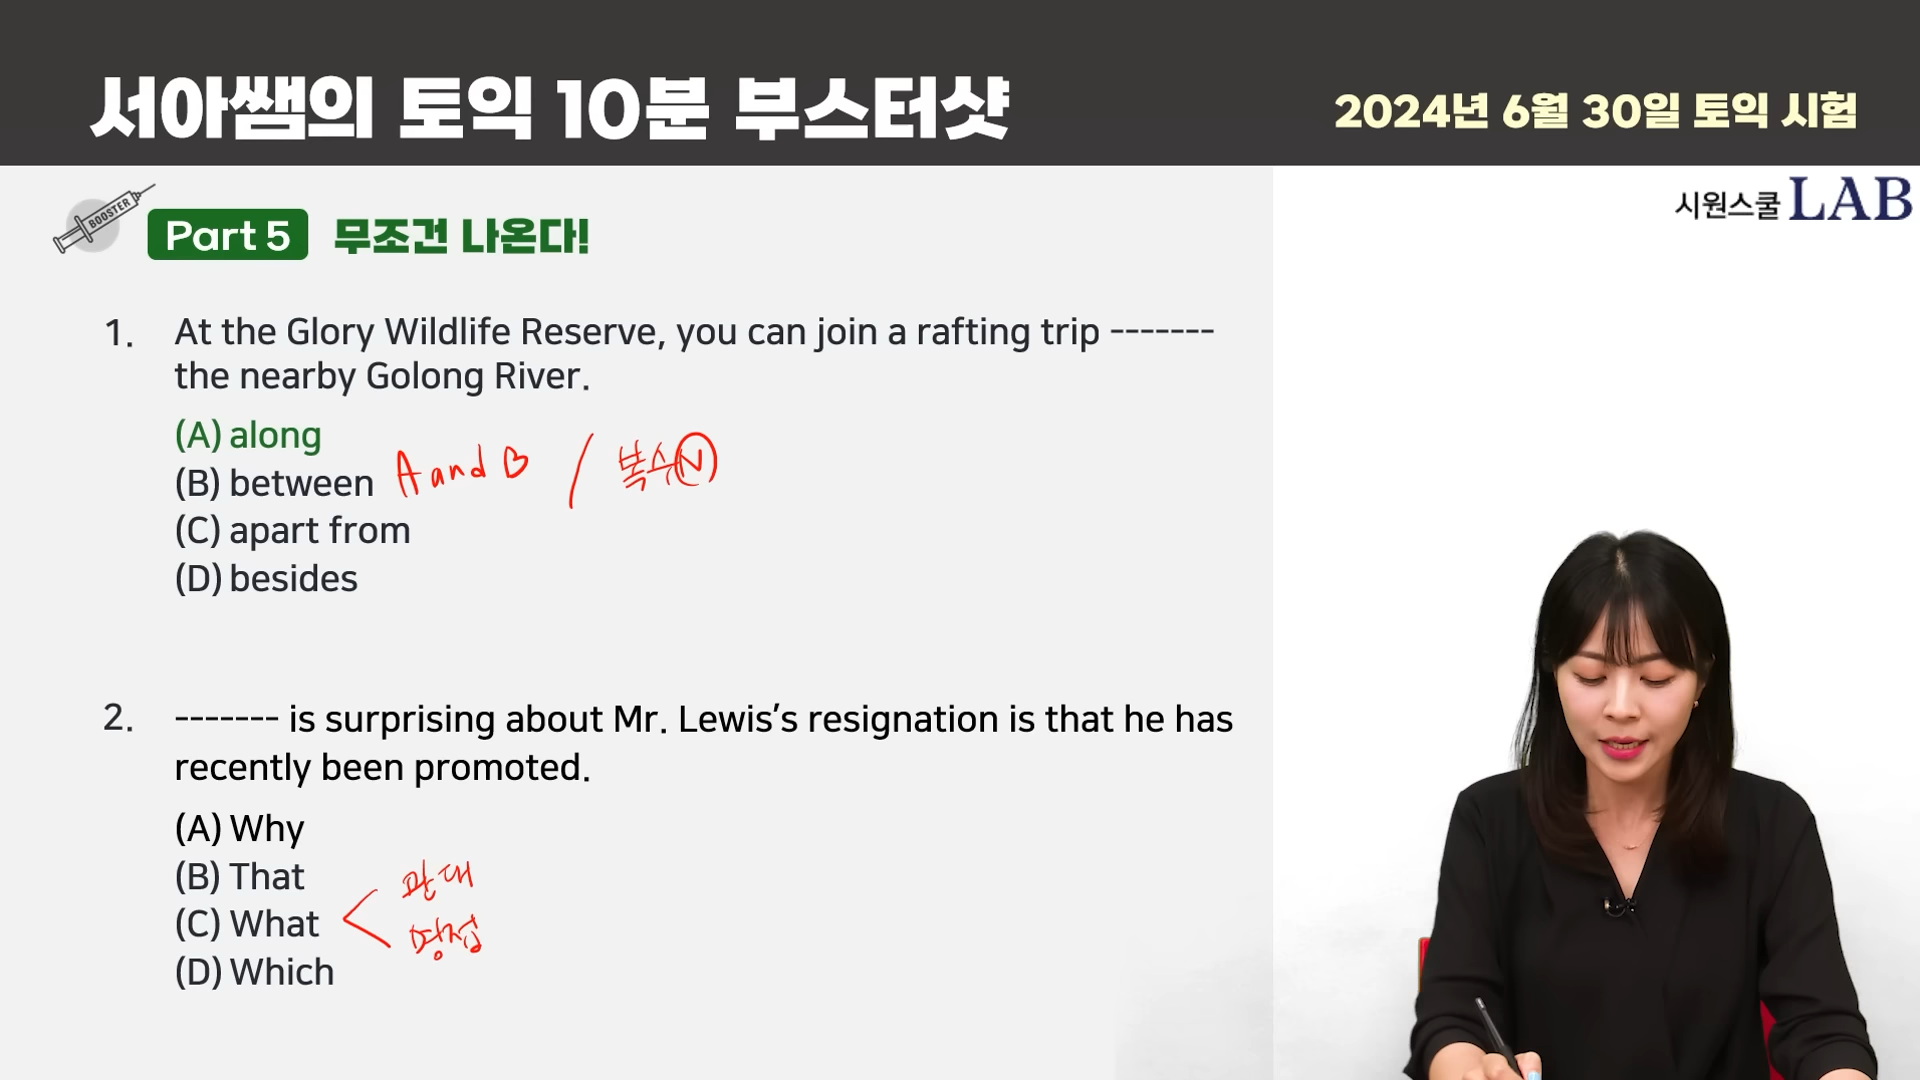 서아쌤의 토익 10분 부스터샷
2024년 6월 30일 토익 시험
시원스쿨 LAB
BOOSTER
Part 5 무조건 나온다!
1. At the Glory Wildlife Reserve, you can join a rafting trip -------
the nearby Golong River.
(A) along
(B) between A and B / 복수 N
(C) apart from
(D) besides
2. ------- is surprising about Mr. Lewis's resignation is that he has
recently been promoted.
(A) Why
(B) That
관대
(C) What
명접
(D) Which